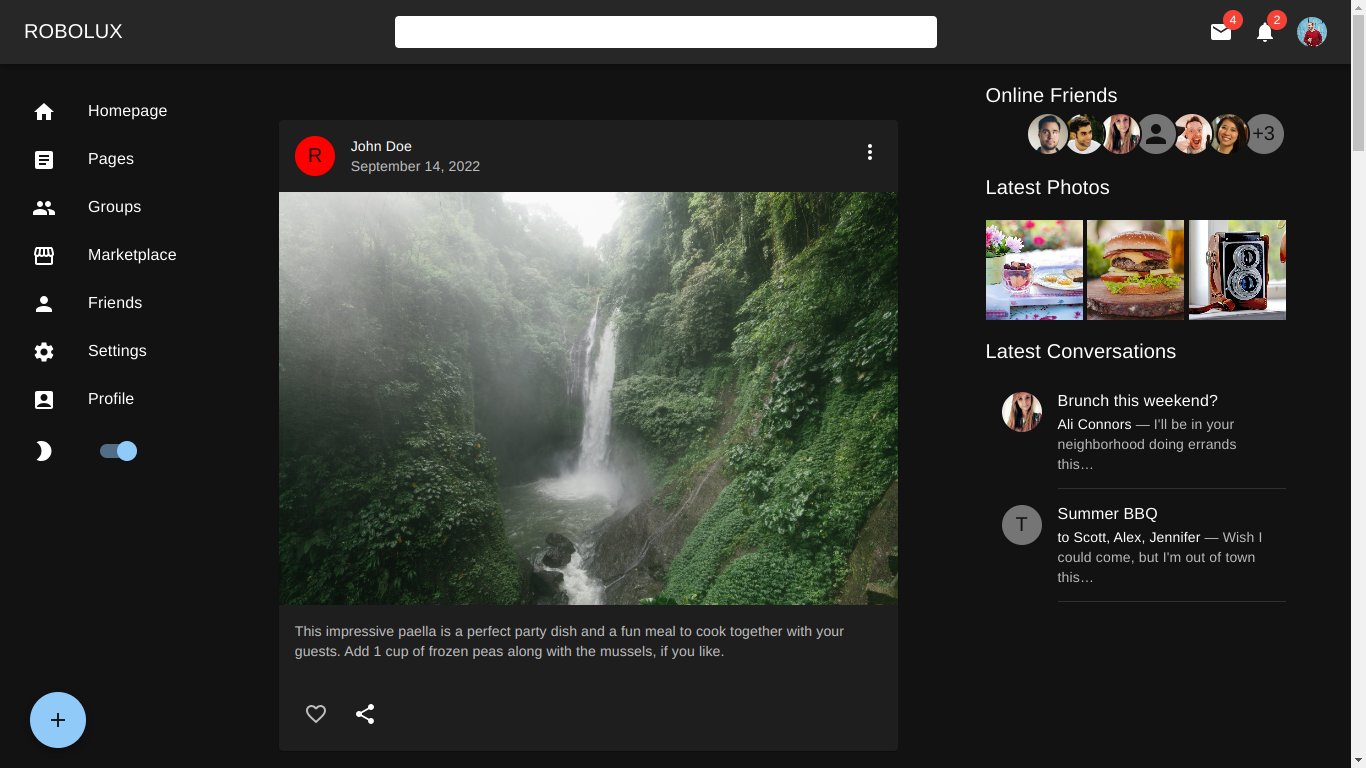 ROBOLUX
4
2
Homepage
Pages
Groups
Marketplace
Friends
Settings
Profile
R
John Doe
September 14, 2022
This impressive paella is a perfect party dish and a fun meal to cook together with your
guests. Add 1 cup of frozen peas along with the mussels, if you like.
Online Friends
+3
Latest Photos
Latest Conversations
Brunch this weekend?
Ali Connors — I'll be in your
neighborhood doing errands
this…
T
Summer BBQ
to Scott, Alex, Jennifer — Wish I
could come, but I'm out of town
this…